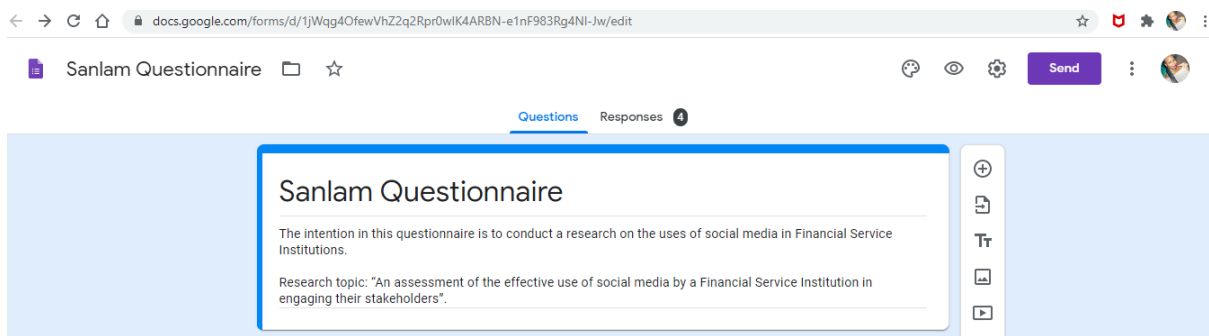 docs.google.com/forms/d/1jWqg4OfewVhZ2q2Rpr0wIK4ARBN-e1nF983Rg4NI-Jw/edit
Sanlam Questionnaire
Send
Questions Responses 4
Sanlam Questionnaire
The intention in this questionnaire is to conduct a research on the uses of social media in Financial Service
Institutions.
Research topic: “An assessment of the effective use of social media by a Financial Service Institution in
engaging their stakeholders”.
Tт